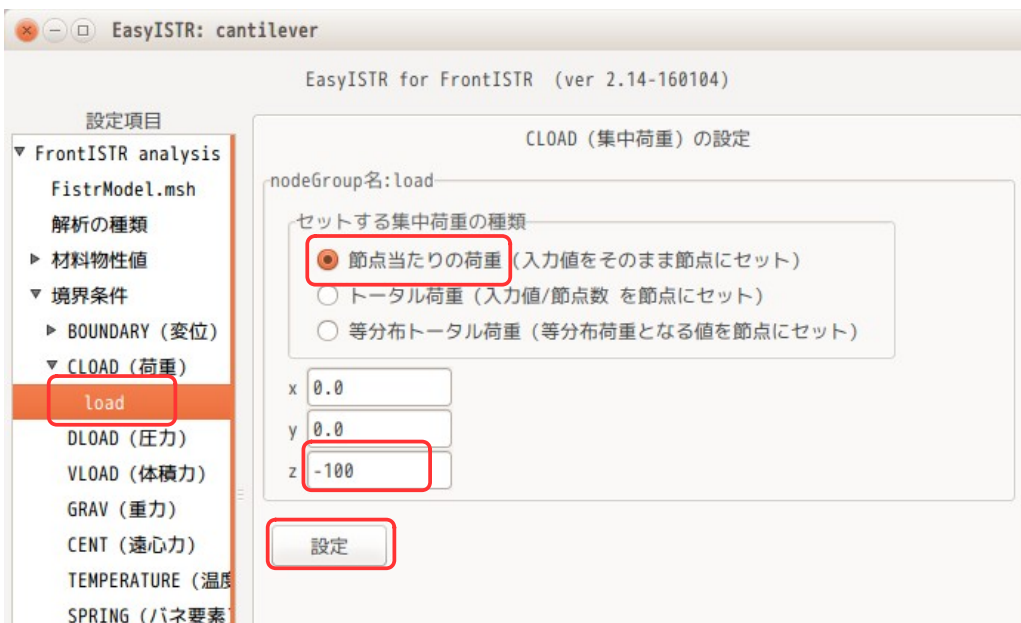 EasyISTR: cantilever
EasyISTR for FrontISTR (ver 2.14-160104)
設定項目
FrontISTR analysis
FistrModel.msh
解析の種類
材料物性値
境界条件
BOUNDARY (変位)
CLOAD (荷重)
load
DLOAD (圧力)
VLOAD (体積力)
GRAV (重力)
CENT (遠心力)
TEMPERATURE (温度
SPRING (バネ要素
CLOAD (集中荷重) の設定
nodeGroup名:load
セットする集中荷重の種類
節点当たりの荷重 (入力値をそのまま節点にセット)
トータル荷重 (入力値/節点数 を節点にセット)
等分布トータル荷重 (等分布荷重となる値を節点にセット)
x 0.0
y 0.0
z -100
設定